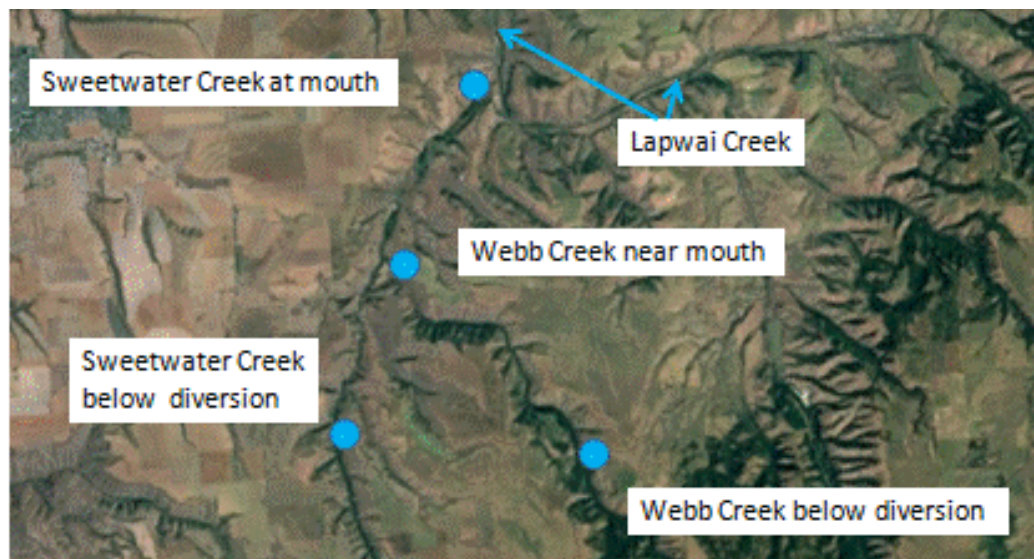 Sweetwater Creek at mouth
Lapwai Creek
Webb Creek near mouth
Sweetwater Creek
below diversion
Webb Creek below diversion